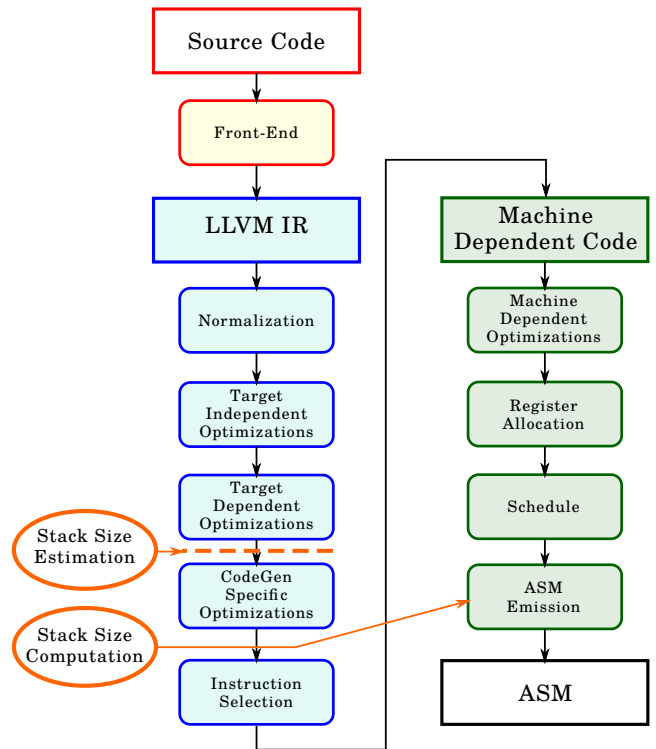 Source Code
Front-End
LLVM IR
Normalization
Target
Independent
Optimizations
Target
Dependent
Optimizations
Stack Size
Estimation
CodeGen
Specific
Optimizations
Stack Size
Computation
Instruction
Selection
Machine
Dependent Code
Machine
Dependent
Optimizations
Register
Allocation
Schedule
ASM
Emission
ASM